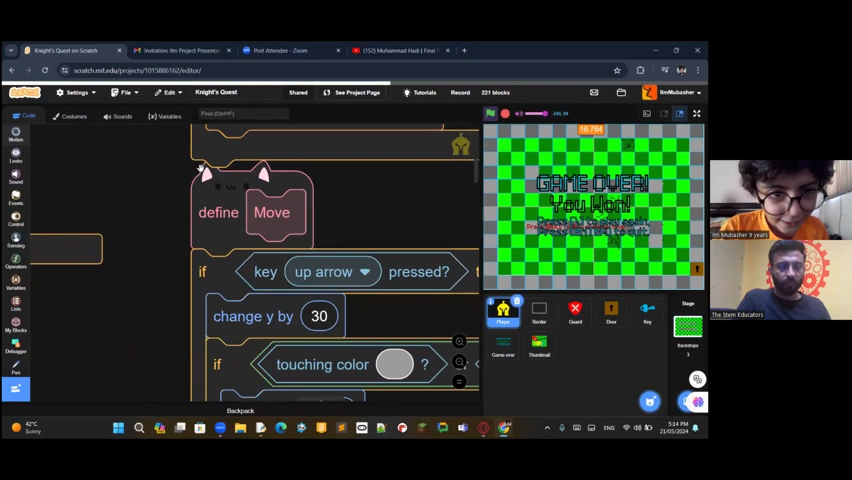 Knight's Quest on Scratch
Invitation: Ilm Project Presenta
Post Attendee - Zoom
(152) Muhammad Hadi | Final
scratch.mit.edu/projects/1015886162/editor/
Settings
File
Edit
Knight's Quest
Shared
See Project Page
Tutorials
Record
221 blocks
IlmMubasher
Code
Costumes
Sounds
Variables
Find (Ctrl+F)
-240, 98
Motion
Looks
Sound
Events
Control
Sensing
Operators
Variables
Lists
My Blocks
Debugger
Pen
define Move
if key up arrow pressed?
change y by 30
if touching color ?
Backpack
16.764
GAME OVER!
You Won!
Player
Border
Guard
Door
Key
Game over
Thumbnail
Stage
Backdrops
3
Ilm Mubasher 9 years
The Stem Educators
42°C
Sunny
5:14 PM
21/05/2024